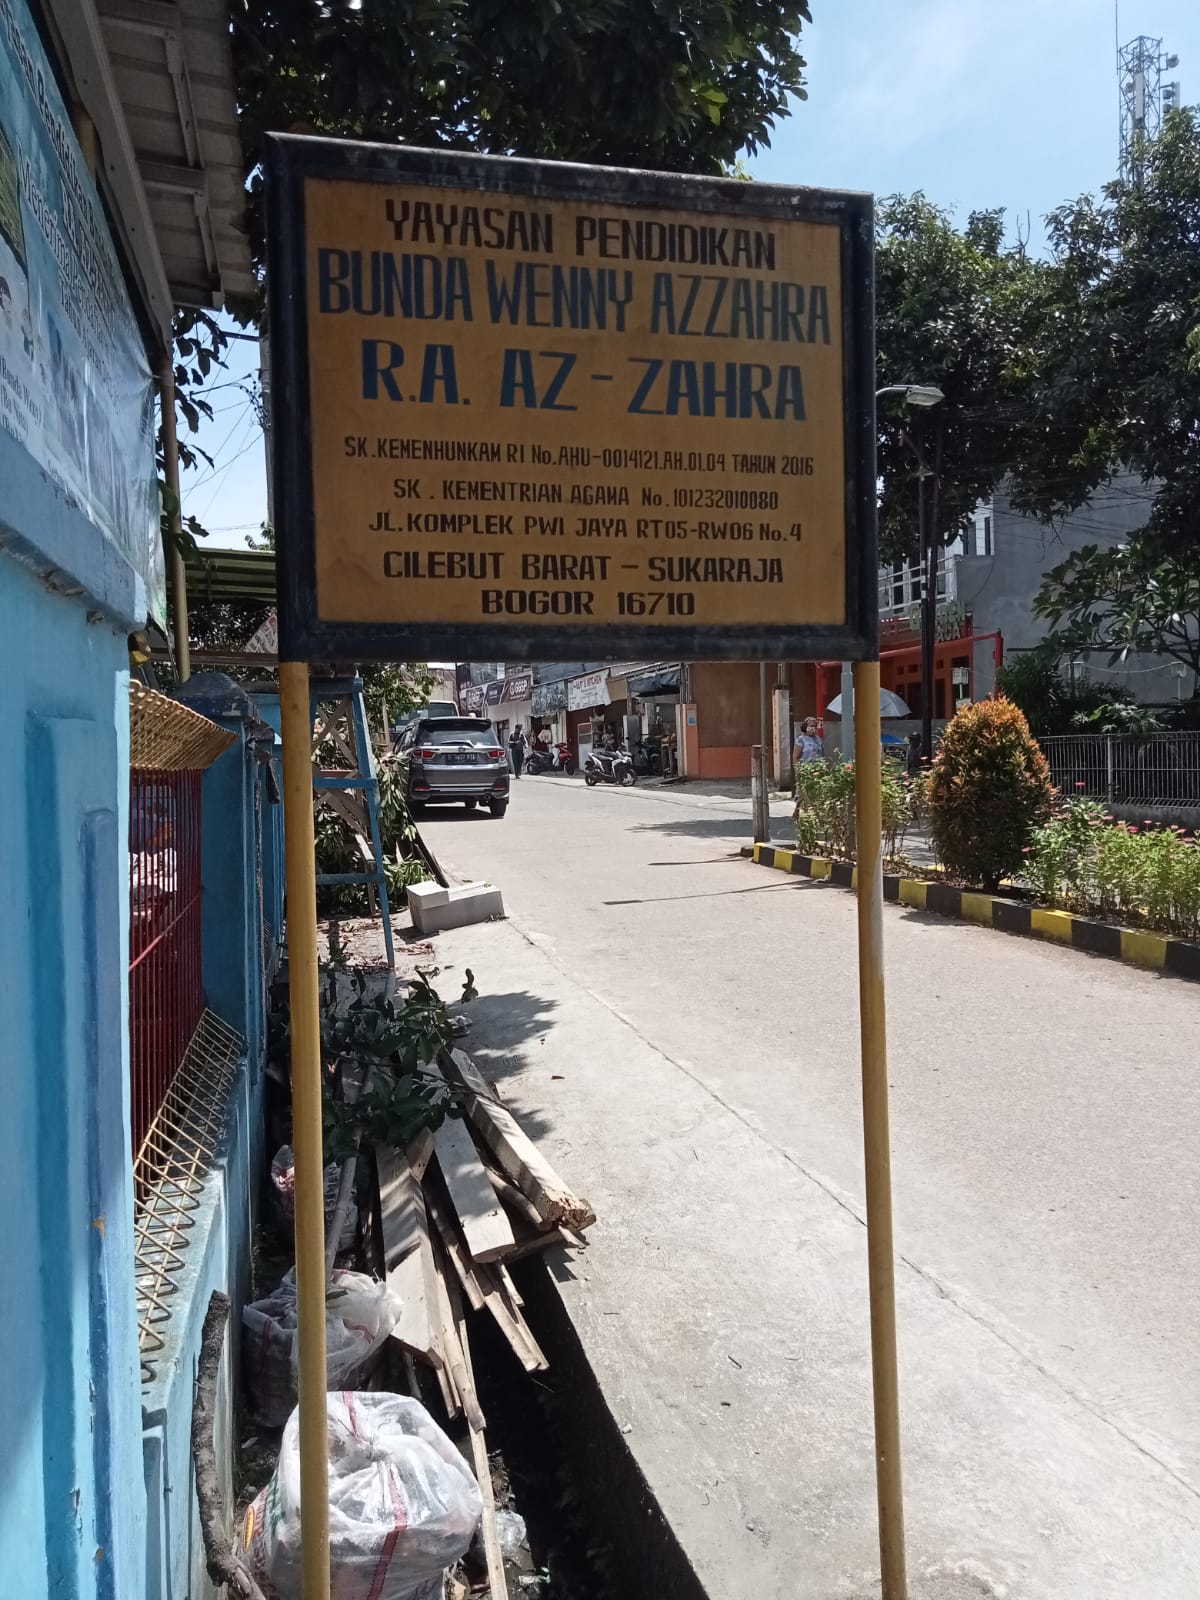 YAYASAN PENDIDIKAN
BUNDA WENNY AZZAHRA
R.A. AZ - ZAHRA
SK.KEMENHUNKAM RI No.AHU-0014121.AH.01.04 TAHUN 2016
SK. KEMENTRIAN AGAMA No.101232010080
JL.KOMPLEK PWI JAYA RT05-RW06 No.4
CILEBUT BARAT - SUKARAJA
BOGOR 16710
Menerima